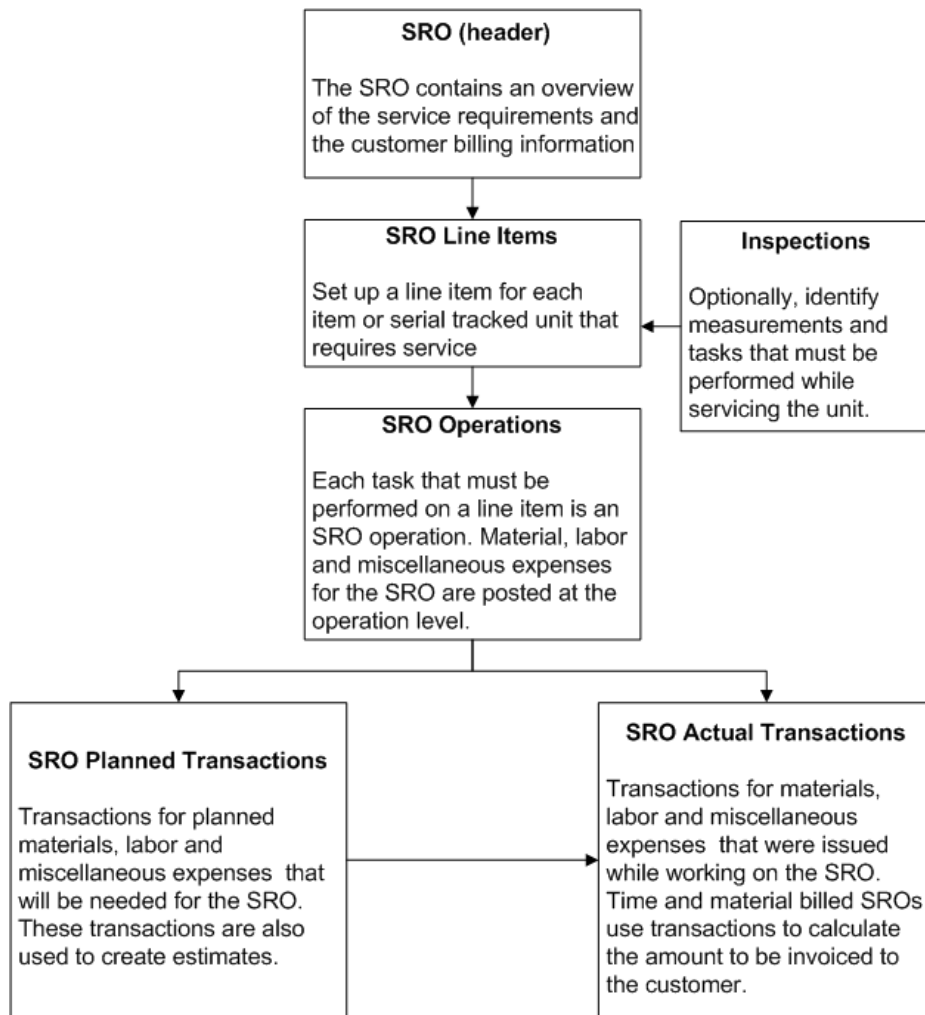 SRO (header)
The SRO contains an overview
of the service requirements and
the customer billing information
SRO Line Items
Set up a line item for each
item or serial tracked unit that
requires service
Inspections
Optionally, identify
measurements and
tasks that must be
performed while
servicing the unit.
SRO Operations
Each task that must be
performed on a line item is an
SRO operation. Material, labor
and miscellaneous expenses
for the SRO are posted at the
operation level.
SRO Planned Transactions
Transactions for planned
materials, labor and
miscellaneous expenses that
will be needed for the SRO.
These transactions are also
used to create estimates.
SRO Actual Transactions
Transactions for materials,
labor and miscellaneous
expenses that were issued
while working on the SRO.
Time and material billed SROs
use transactions to calculate
the amount to be invoiced to
the customer.